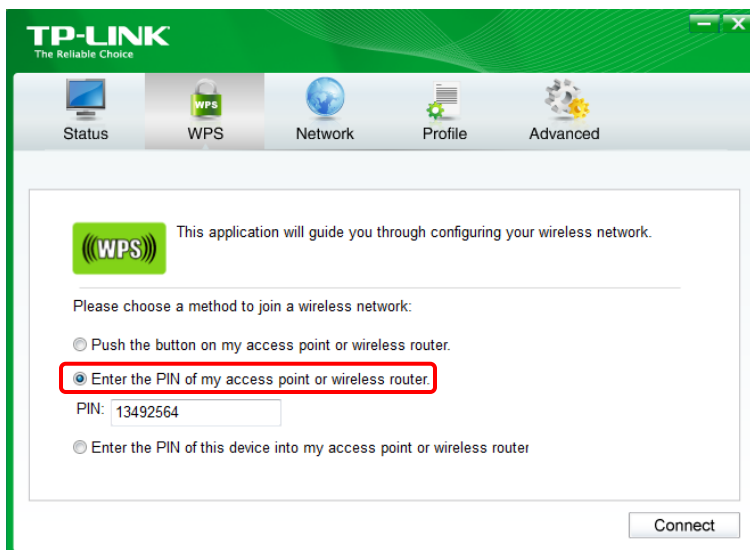 TP-LINK
The Reliable Choice
Status WPS Network Profile Advanced
WPS
(((WPS)))
This application will guide you through configuring your wireless network.
Please choose a method to join a wireless network:
Push the button on my access point or wireless router.
Enter the PIN of my access point or wireless router.
PIN: 13492564
Enter the PIN of this device into my access point or wireless router
Connect